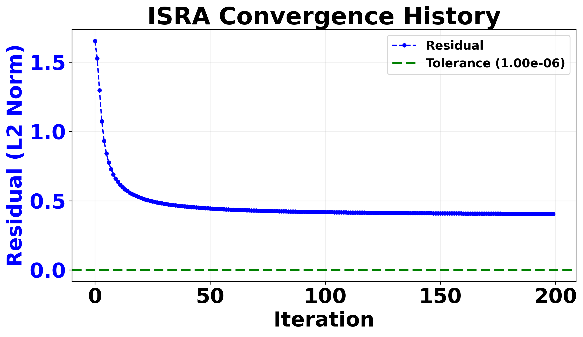 ISRA Convergence History
Residual (L2 Norm)
1.5
1.0
0.5
0.0
Residual
Tolerance (1.00e-06)
0
50
100
150
200
Iteration